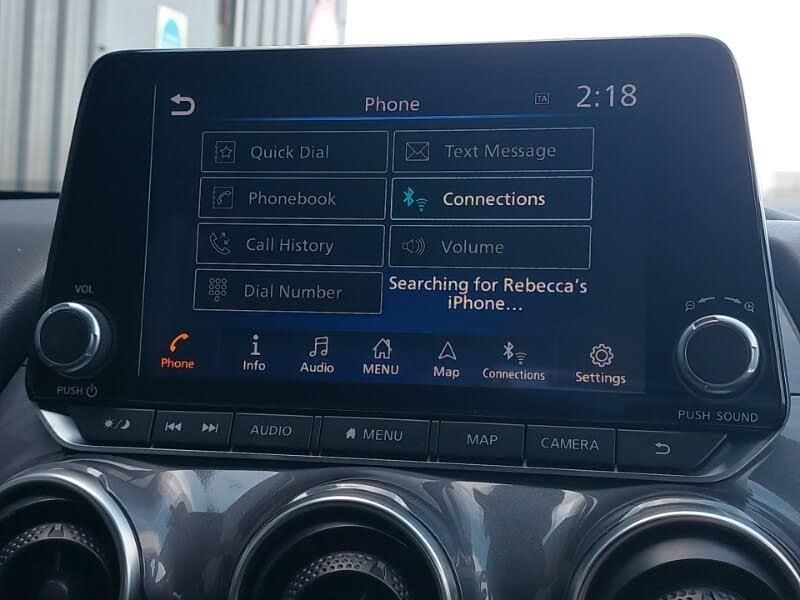 Phone
TA
2:18
Quick Dial
Text Message
Phonebook
Connections
Call History
Volume
Dial Number
Searching for Rebecca's
iPhone...
VOL
PUSH
Phone
Info
Audio
MENU
Map
Connections
Settings
PUSH SOUND
AUDIO
MENU
MAP
CAMERA